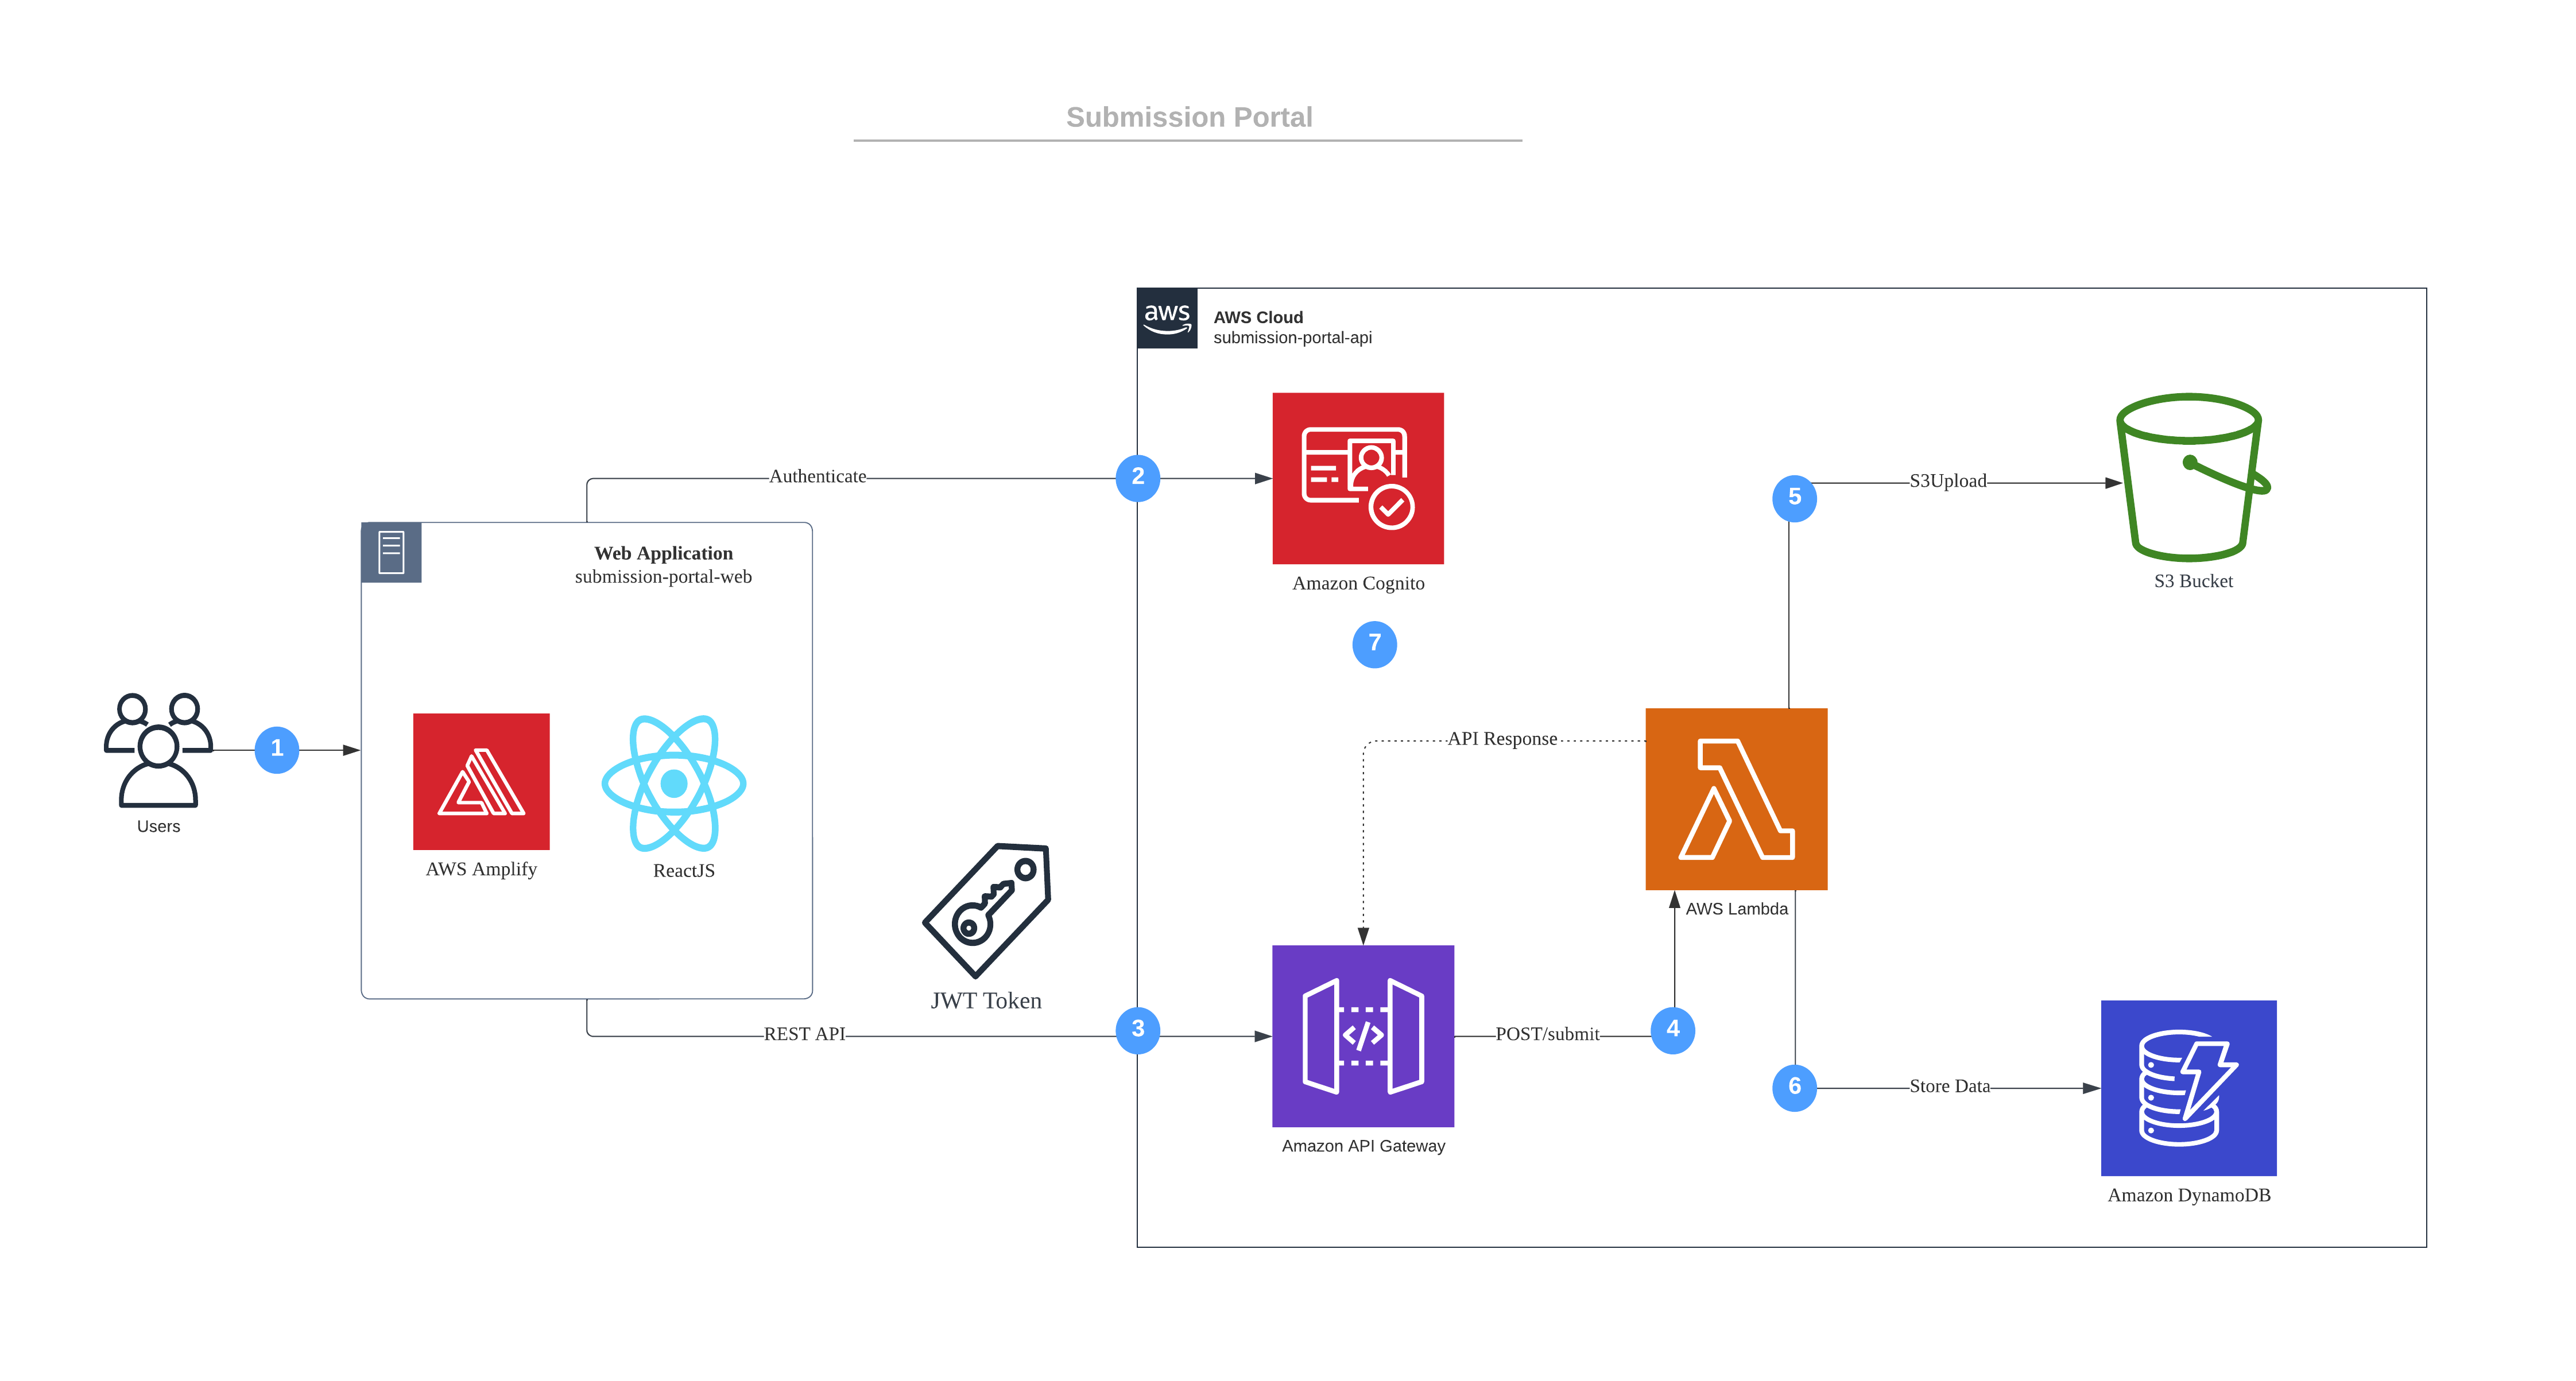 Submission Portal
aws
AWS Cloud
submission-portal-api
Authenticate
2
5
S3Upload
Web Application
submission-portal-web
Amazon Cognito
S3 Bucket
7
1
API Response
Users
AWS Amplify
ReactJS
AWS Lambda
JWT Token
REST API
3
</>
POST/submit
4
6
Store Data
Amazon API Gateway
Amazon DynamoDB